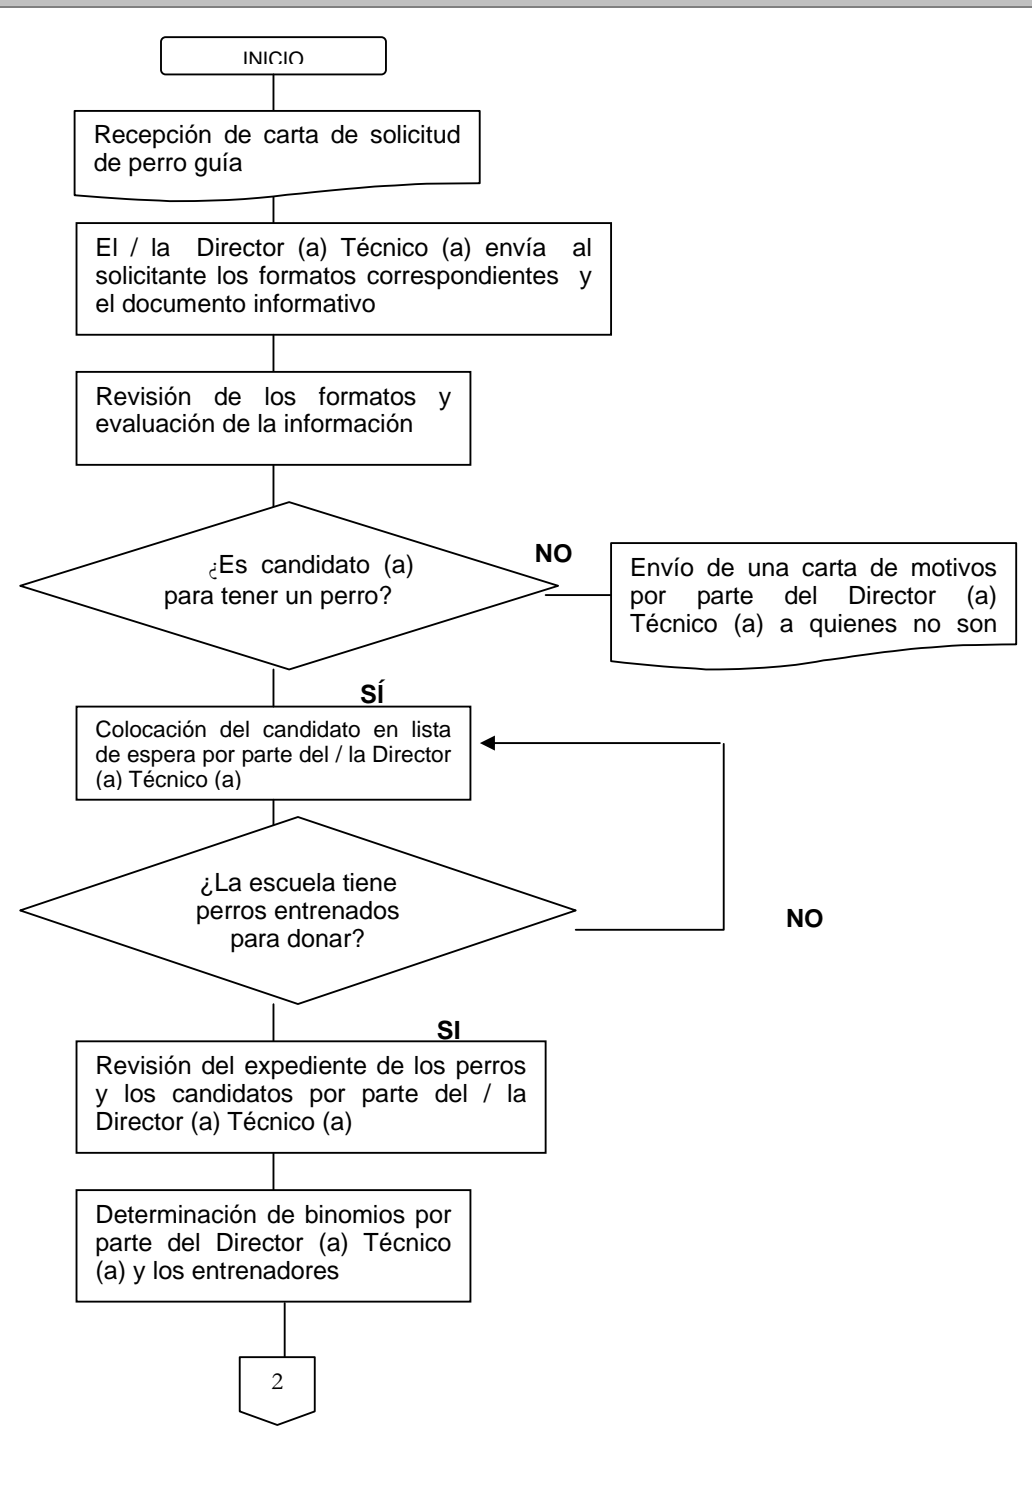 INICIO
Recepción de carta de solicitud
de perro guía
El / la Director (a) Técnico (a) envía al
solicitante los formatos correspondientes y
el documento informativo
Revisión de los formatos y
evaluación de la información
¿Es candidato (a)
para tener un perro?
NO
Envío de una carta de motivos
por parte del Director (a)
Técnico (a) a quienes no son
SÍ
Colocación del candidato en lista
de espera por parte del / la Director
(a) Técnico (a)
¿La escuela tiene
perros entrenados
para donar?
NO
SI
Revisión del expediente de los perros
y los candidatos por parte del / la
Director (a) Técnico (a)
Determinación de binomios por
parte del Director (a) Técnico
(a) y los entrenadores
2